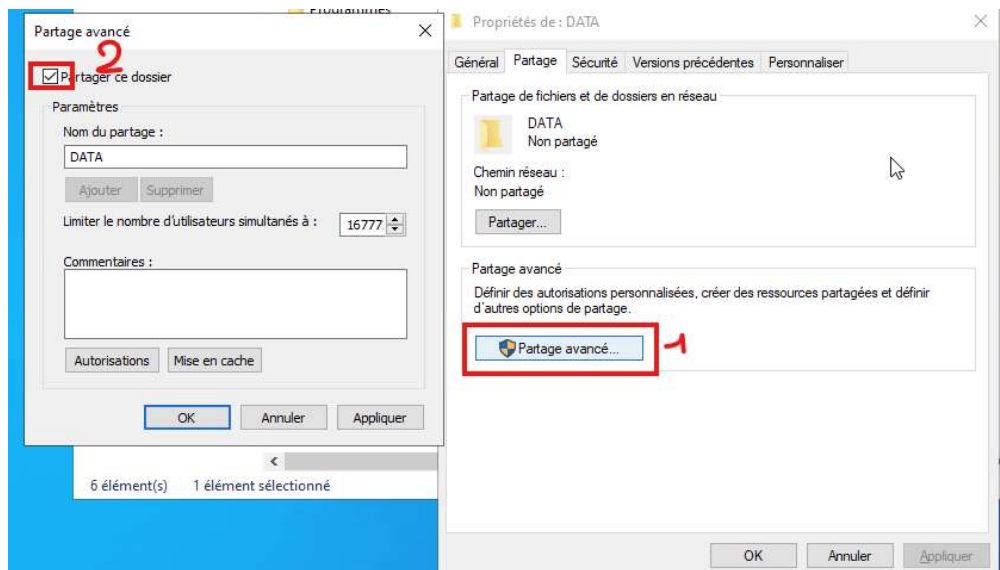 Programmes
Partage avancé
2
Partager ce dossier
Paramètres
Nom du partage :
DATA
Ajouter
Supprimer
Limiter le nombre d'utilisateurs simultanés à :
16777
Commentaires :
Autorisations
Mise en cache
OK
Annuler
Appliquer
6 élément(s)
1 élément sélectionné
Propriétés de : DATA
Général
Partage
Sécurité
Versions précédentes
Personnaliser
Partage de fichiers et de dossiers en réseau
DATA
Non partagé
Chemin réseau :
Non partagé
Partager...
Partage avancé
Définir des autorisations personnalisées, créer des ressources partagées et définir
d'autres options de partage.
Partage avancé...
1
OK
Annuler
Appliquer